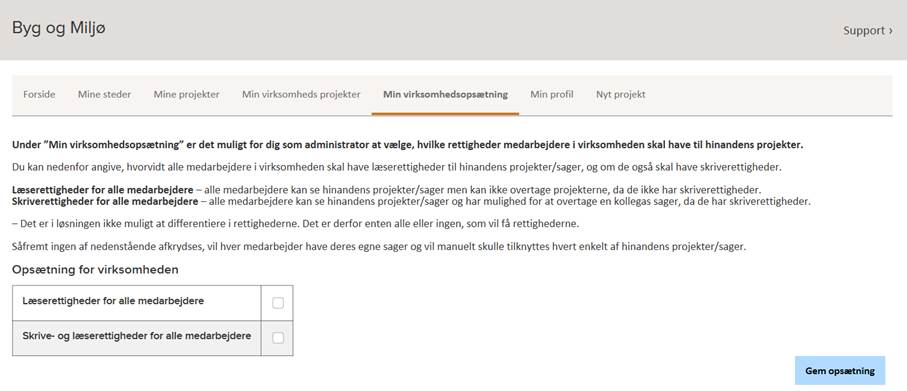 Byg og Miljø
Support ›
Forside Mine steder Mine projekter Min virksomheds projekter Min virksomhedsopsætning Min profil Nyt projekt
Under ”Min virksomhedsopsætning” er det muligt for dig som administrator at vælge, hvilke rettigheder medarbejdere i virksomheden skal have til hinandens projekter.
Du kan nedenfor angive, hvorvidt alle medarbejdere i virksomheden skal have læserettigheder til hinandens projekter/sager, og om de også skal have skriverettigheder.
Læserettigheder for alle medarbejdere – alle medarbejdere kan se hinandens projekter/sager men kan ikke overtage projekterne, da de ikke har skriverettigheder.
Skriverettigheder for alle medarbejdere – alle medarbejdere kan se hinandens projekter/sager og har mulighed for at overtage en kollegas sager, da de har skriverettigheder.
– Det er i løsningen ikke muligt at differentiere i rettighederne. Det er derfor enten alle eller ingen, som vil få rettighederne.
Såfremt ingen af nedenstående afkrydses, vil hver medarbejder have deres egne sager og vil manuelt skulle tilknyttes hvert enkelt af hinandens projekter/sager.
Opsætning for virksomheden
Læserettigheder for alle medarbejdere
Skrive- og læserettigheder for alle medarbejdere
Gem opsætning